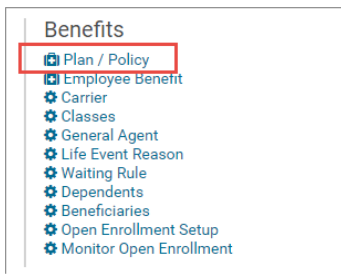 Benefits
Plan / Policy
Employee Benefit
Carrier
Classes
General Agent
Life Event Reason
Waiting Rule
Dependents
Beneficiaries
Open Enrollment Setup
Monitor Open Enrollment